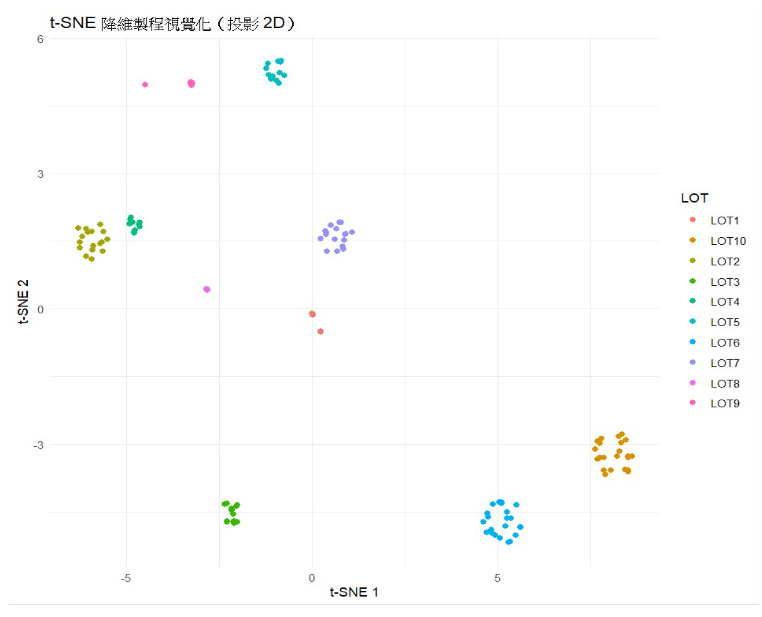 t-SNE 降維製程視覺化（投影 2D）
6
3
0
-3
t-SNE 2
-5
0
5
t-SNE 1
LOT
LOT1
LOT10
LOT2
LOT3
LOT4
LOT5
LOT6
LOT7
LOT8
LOT9